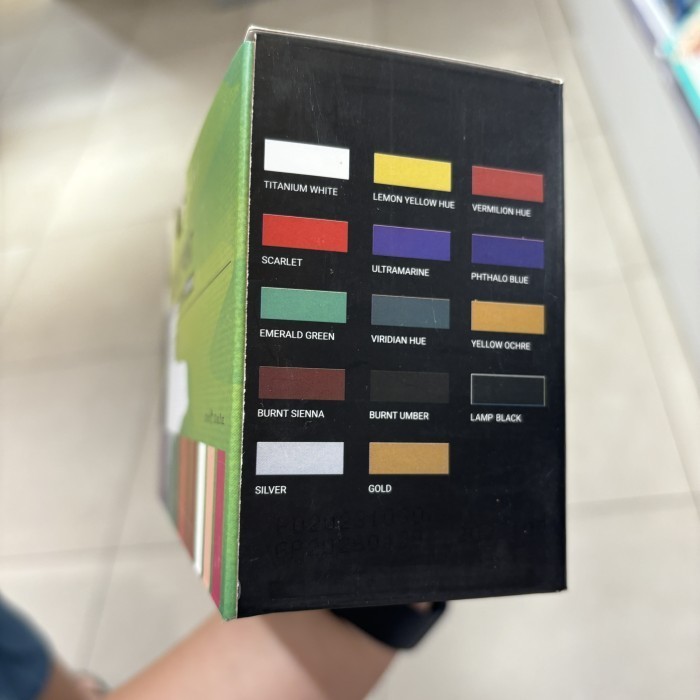 TITANIUM WHITE
LEMON YELLOW HUE
VERMILION HUE
SCARLET
ULTRAMARINE
PHTHALO BLUE
EMERALD GREEN
VIRIDIAN HUE
YELLOW OCHRE
BURNT SIENNA
BURNT UMBER
LAMP BLACK
SILVER
GOLD